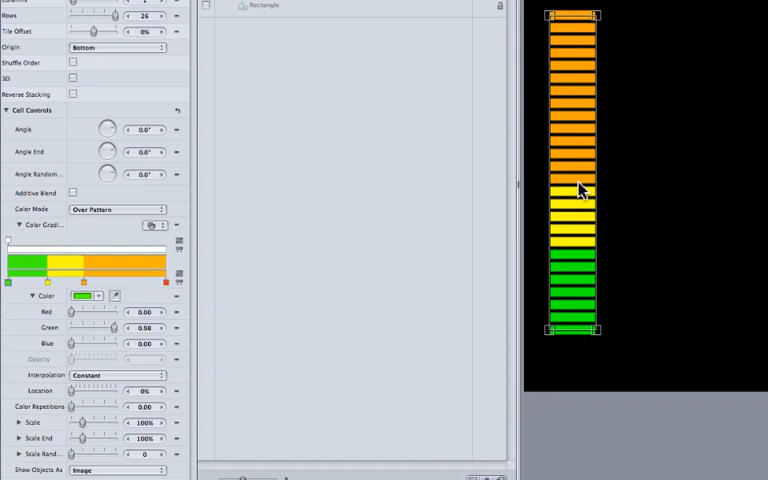 Rows 26
Tile Offset 0%
Origin Bottom
Shuffle Order
3D
Reverse Stacking
Cell Controls
Angle 0.0°
Angle End 0.0°
Angle Random... 0.0°
Additive Blend
Color Mode Over Pattern
Color Gradi...
Color
Red 0.00
Green 0.98
Blue 0.00
Opacity
Interpolation Constant
Location 0%
Color Repetitions 0.00
Scale 100%
Scale End 100%
Scale Rand... 0
Show Objects As Image
Rectangle